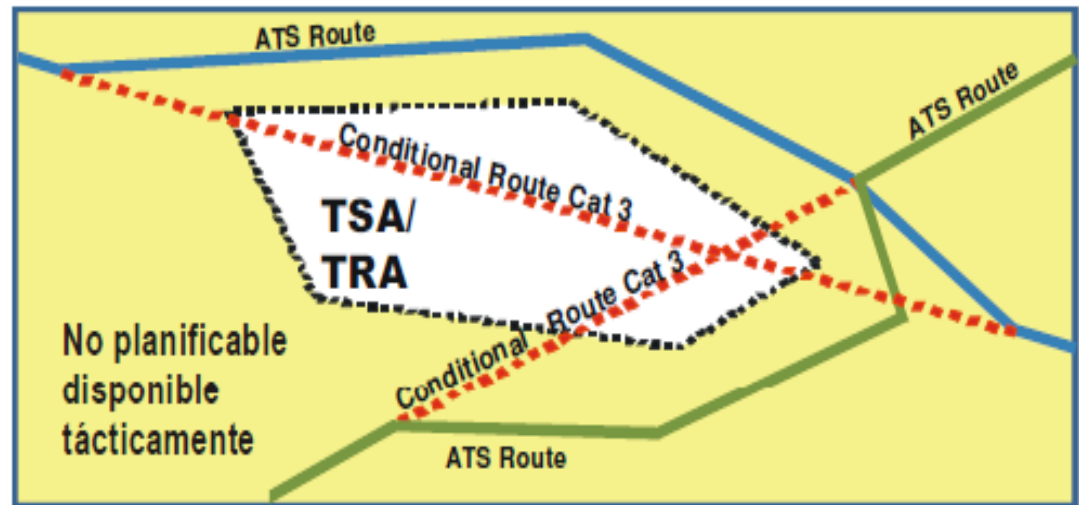 ATS Route
ATS Route
Conditional Route Cat 3
TSA/
TRA
Conditional Route Cat 3
No planificable
disponible
tácticamente
ATS Route